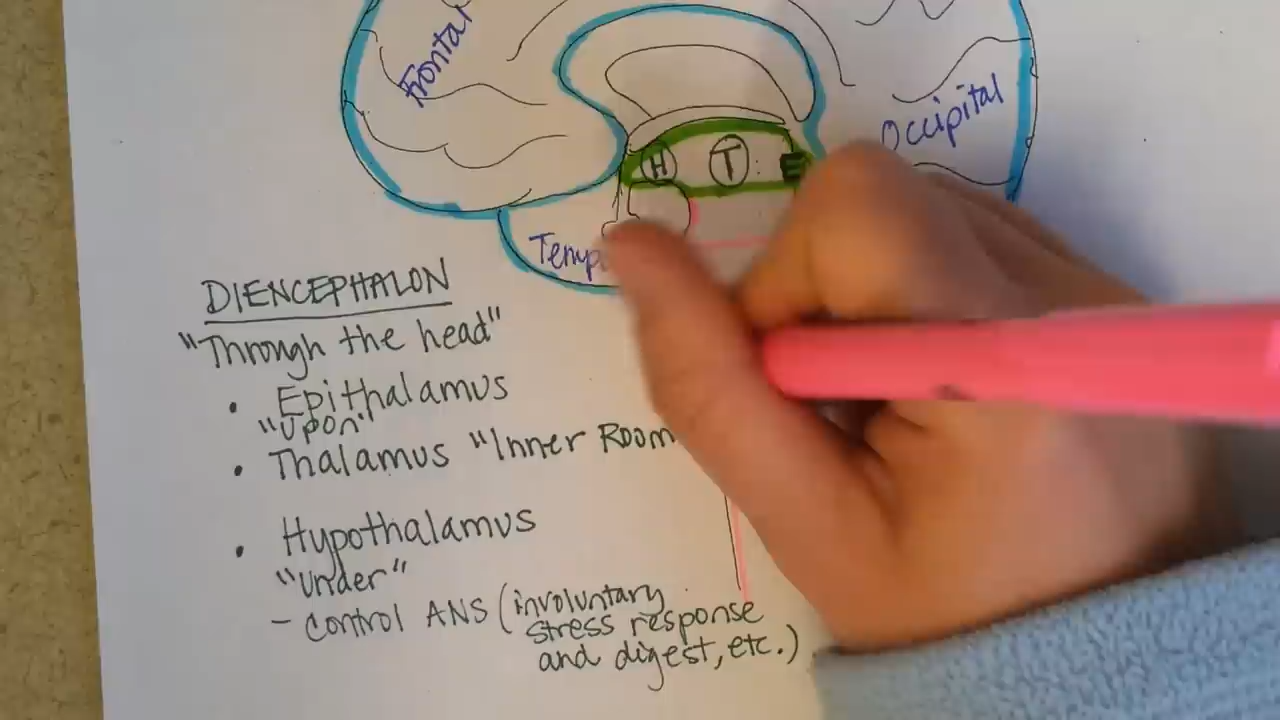 Frontal
Occipital
H T E
DIENCEPHALON
"Through the head"
• Epithalamus
"Upon"
• Thalamus "Inner Room
• Hypothalamus
"Under"
- control ANS (involuntary
stress response
and digest, etc.)